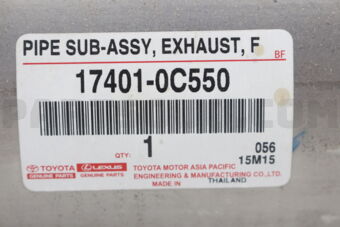 PIPE SUB-ASSY, EXHAUST, F
BF
17401-0C550
QTY:
1
056
15M15
TOYOTA
GENUINE PARTS
LEXUS
GENUINE PARTS
TOYOTA MOTOR ASIA PACIFIC
ENGINEERING & MANUFACTURING CO.,LTD.
MADE IN
THAILAND